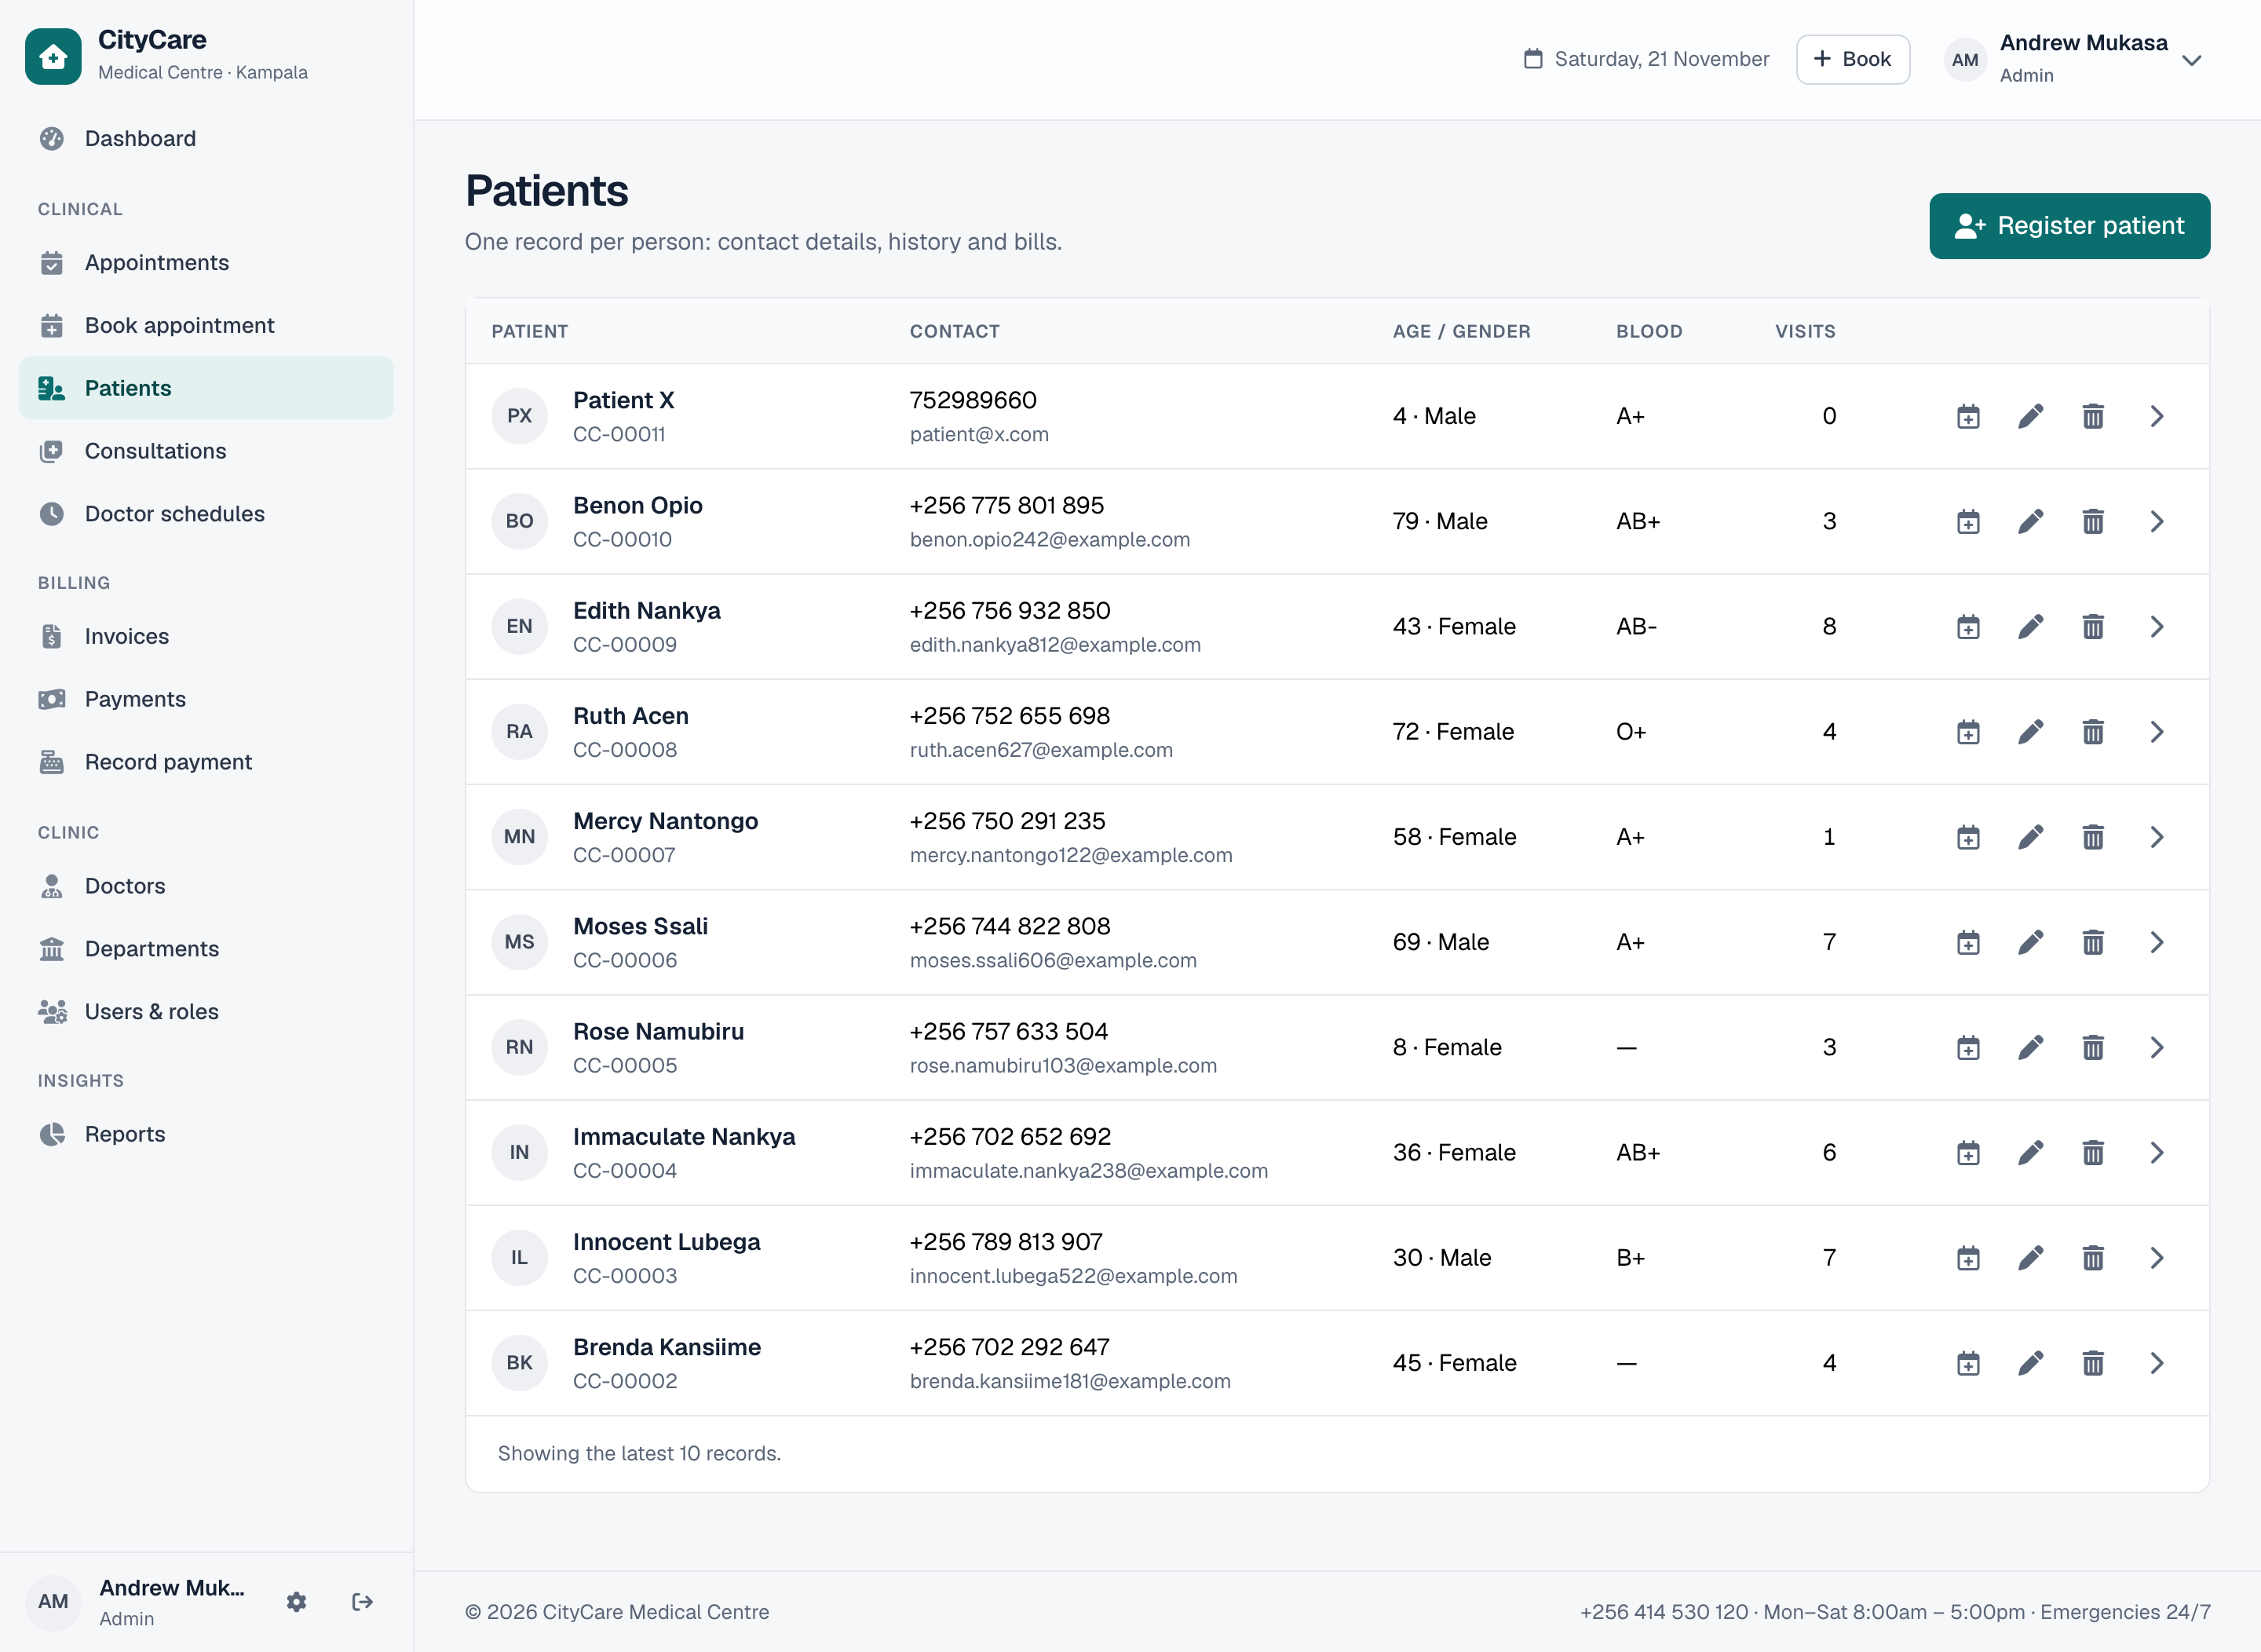 CityCare
Medical Centre · Kampala
Dashboard
CLINICAL
Appointments
Book appointment
Patients
Consultations
Doctor schedules
BILLING
Invoices
Payments
Record payment
CLINIC
Doctors
Departments
Users & roles
INSIGHTS
Reports
AM
Andrew Muk...
Admin
Saturday, 21 November
+ Book
AM
Andrew Mukasa
Admin
Patients
One record per person: contact details, history and bills.
Register patient
PATIENT CONTACT AGE / GENDER BLOOD VISITS
PX Patient X 752989660 4 · Male A+ 0
CC-00011 patient@x.com
BO Benon Opio +256 775 801 895 79 · Male AB+ 3
CC-00010 benon.opio242@example.com
EN Edith Nankya +256 756 932 850 43 · Female AB- 8
CC-00009 edith.nankya812@example.com
RA Ruth Acen +256 752 655 698 72 · Female O+ 4
CC-00008 ruth.acen627@example.com
MN Mercy Nantongo +256 750 291 235 58 · Female A+ 1
CC-00007 mercy.nantongo122@example.com
MS Moses Ssali +256 744 822 808 69 · Male A+ 7
CC-00006 moses.ssali606@example.com
RN Rose Namubiru +256 757 633 504 8 · Female — 3
CC-00005 rose.namubiru103@example.com
IN Immaculate Nankya +256 702 652 692 36 · Female AB+ 6
CC-00004 immaculate.nankya238@example.com
IL Innocent Lubega +256 789 813 907 30 · Male B+ 7
CC-00003 innocent.lubega522@example.com
BK Brenda Kansiime +256 702 292 647 45 · Female — 4
CC-00002 brenda.kansiime181@example.com
Showing the latest 10 records.
© 2026 CityCare Medical Centre
+256 414 530 120 · Mon–Sat 8:00am – 5:00pm · Emergencies 24/7